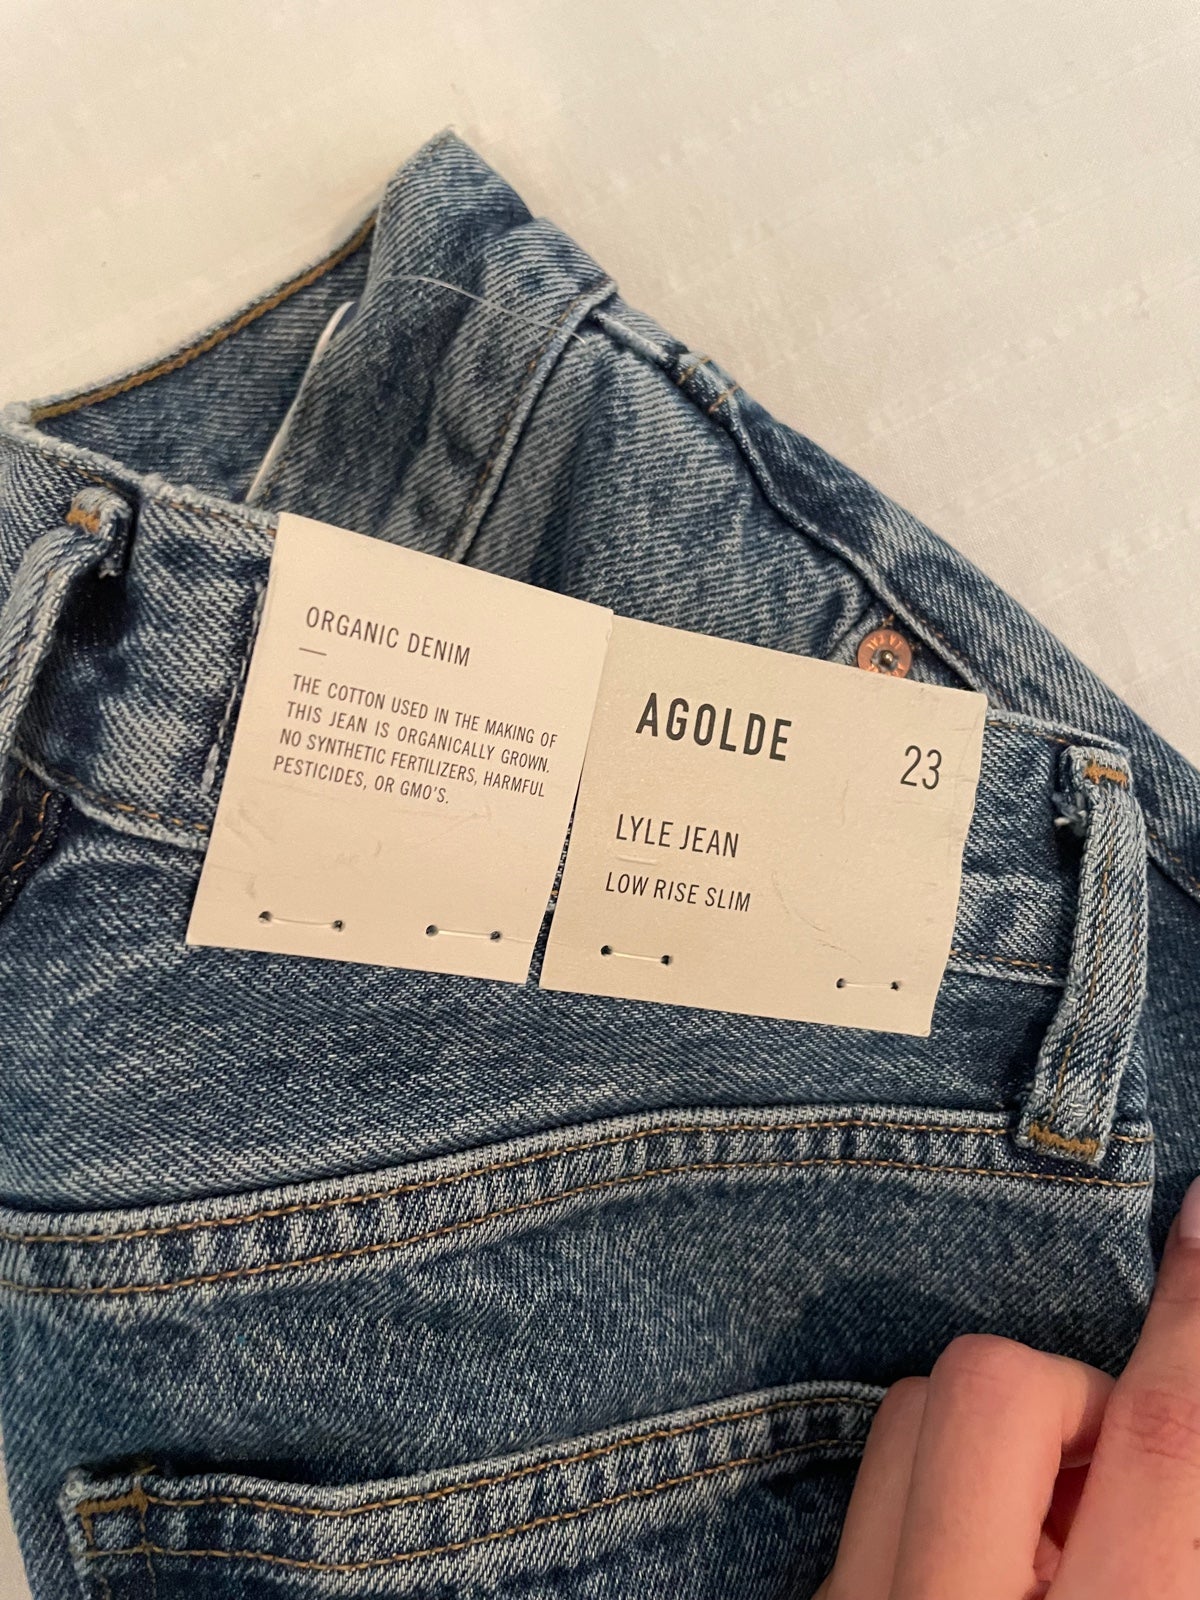 ORGANIC DENIM
THE COTTON USED IN THE MAKING OF
THIS JEAN IS ORGANICALLY GROWN.
NO SYNTHETIC FERTILIZERS, HARMFUL
PESTICIDES, OR GMO'S.
AGOLDE
23
LYLE JEAN
LOW RISE SLIM